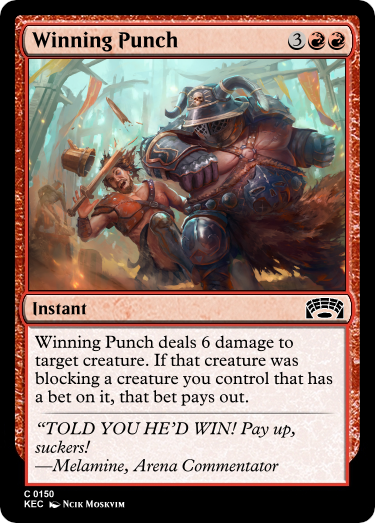 Winning Punch 3
Instant
Winning Punch deals 6 damage to
target creature. If that creature was
blocking a creature you control that has
a bet on it, that bet pays out.
“TOLD YOU HE’D WIN! Pay up,
suckers!
—Melamine, Arena Commentator
C 0150
KEC Ncik Moskvim